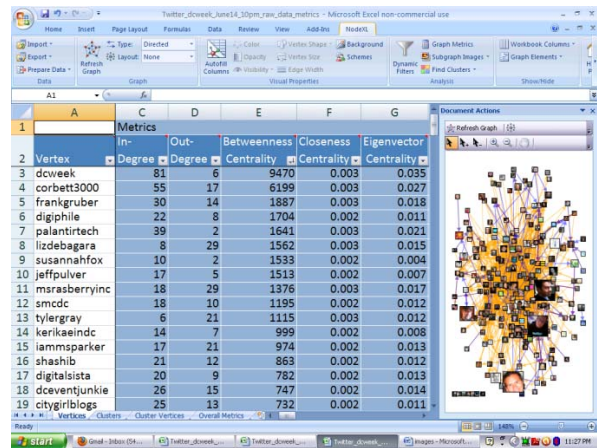 Twitter_dcweek_june14_10pm_raw_data_metrics - Microsoft Excel non-commercial use
Home Insert Page Layout Formulas Data Review View Add-Ins NodeXL
Import Type: Directed Color Vertex Shape Background Graph Metrics Workbook Columns
Export Layout: None Opacity Vertex Size Schemes Subgraph Images Graph Elements
Prepare Data Refresh Graph Autofill Columns Visibility Edge Width Dynamic Filters Find Clusters
Data Graph Visual Properties Analysis Show/Hide
A1 fx Document Actions
A C D E F G
1 Metrics Refresh Graph
In- Out- Betweenness Closeness Eigenvector
2 Vertex Degree Degree Centrality Centrality Centrality
3 dcweek 81 6 9470 0.003 0.035
4 corbett3000 55 17 6199 0.003 0.027
5 frankgruber 30 14 1887 0.003 0.018
6 digiphile 22 8 1704 0.002 0.011
7 palantirtech 39 2 1641 0.003 0.021
8 lizdebagara 8 29 1562 0.003 0.015
9 susannahfox 10 2 1533 0.002 0.004
10 jeffpulver 17 5 1513 0.002 0.007
11 msrasberryinc 18 29 1376 0.003 0.017
12 smcdc 18 10 1195 0.002 0.012
13 tylergray 6 21 1115 0.003 0.012
14 kerikaeindc 14 7 999 0.002 0.008
15 iammsparker 17 21 974 0.002 0.013
16 shashib 21 12 863 0.002 0.012
17 digitalsista 20 9 782 0.002 0.013
18 dceventjunkie 26 15 747 0.002 0.014
19 citygirlblogs 25 13 732 0.002 0.011
Vertices Clusters Cluster Vertices Overall Metrics
Ready 148%
start Gmail - Inbox (54... Twitter_dcweek_... Twitter_dcweek_... Twitter_dcweek_... images - Microsoft... 11:27 PM